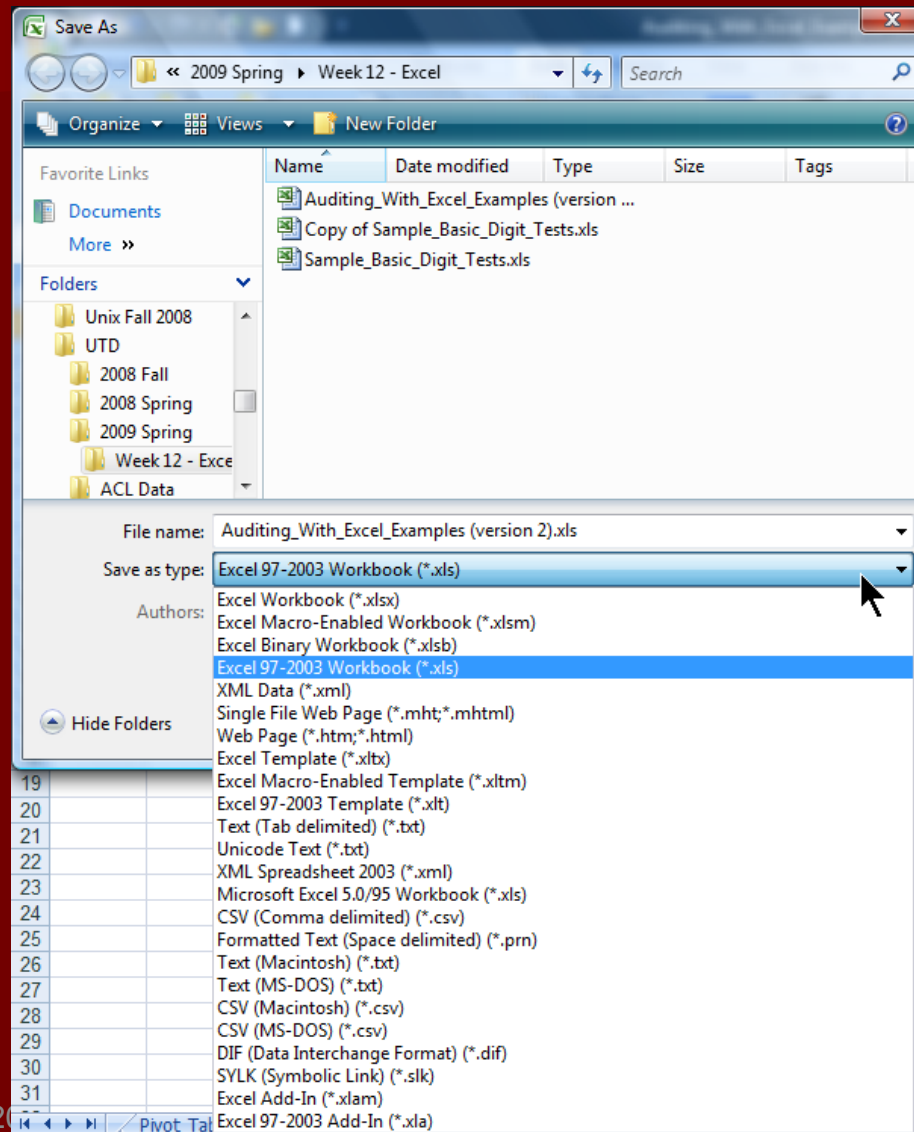 Save As
« 2009 Spring ▸ Week 12 - Excel Search
Organize Views New Folder
Favorite Links
Documents
More »
Folders
Unix Fall 2008
UTD
2008 Fall
2008 Spring
2009 Spring
Week 12 - Exce
ACL Data
Name Date modified Type Size Tags
Auditing_With_Excel_Examples (version ...
Copy of Sample_Basic_Digit_Tests.xls
Sample_Basic_Digit_Tests.xls
File name: Auditing_With_Excel_Examples (version 2).xls
Save as type: Excel 97-2003 Workbook (*.xls)
Authors:
Hide Folders
Excel Workbook (*.xlsx)
Excel Macro-Enabled Workbook (*.xlsm)
Excel Binary Workbook (*.xlsb)
Excel 97-2003 Workbook (*.xls)
XML Data (*.xml)
Single File Web Page (*.mht;*.mhtml)
Web Page (*.htm;*.html)
Excel Template (*.xltx)
Excel Macro-Enabled Template (*.xltm)
Excel 97-2003 Template (*.xlt)
Text (Tab delimited) (*.txt)
Unicode Text (*.txt)
XML Spreadsheet 2003 (*.xml)
Microsoft Excel 5.0/95 Workbook (*.xls)
CSV (Comma delimited) (*.csv)
Formatted Text (Space delimited) (*.prn)
Text (Macintosh) (*.txt)
Text (MS-DOS) (*.txt)
CSV (Macintosh) (*.csv)
CSV (MS-DOS) (*.csv)
DIF (Data Interchange Format) (*.dif)
SYLK (Symbolic Link) (*.slk)
Excel Add-In (*.xlam)
Excel 97-2003 Add-In (*.xla)
19
20
21
22
23
24
25
26
27
28
29
30
31
Pivot Tab